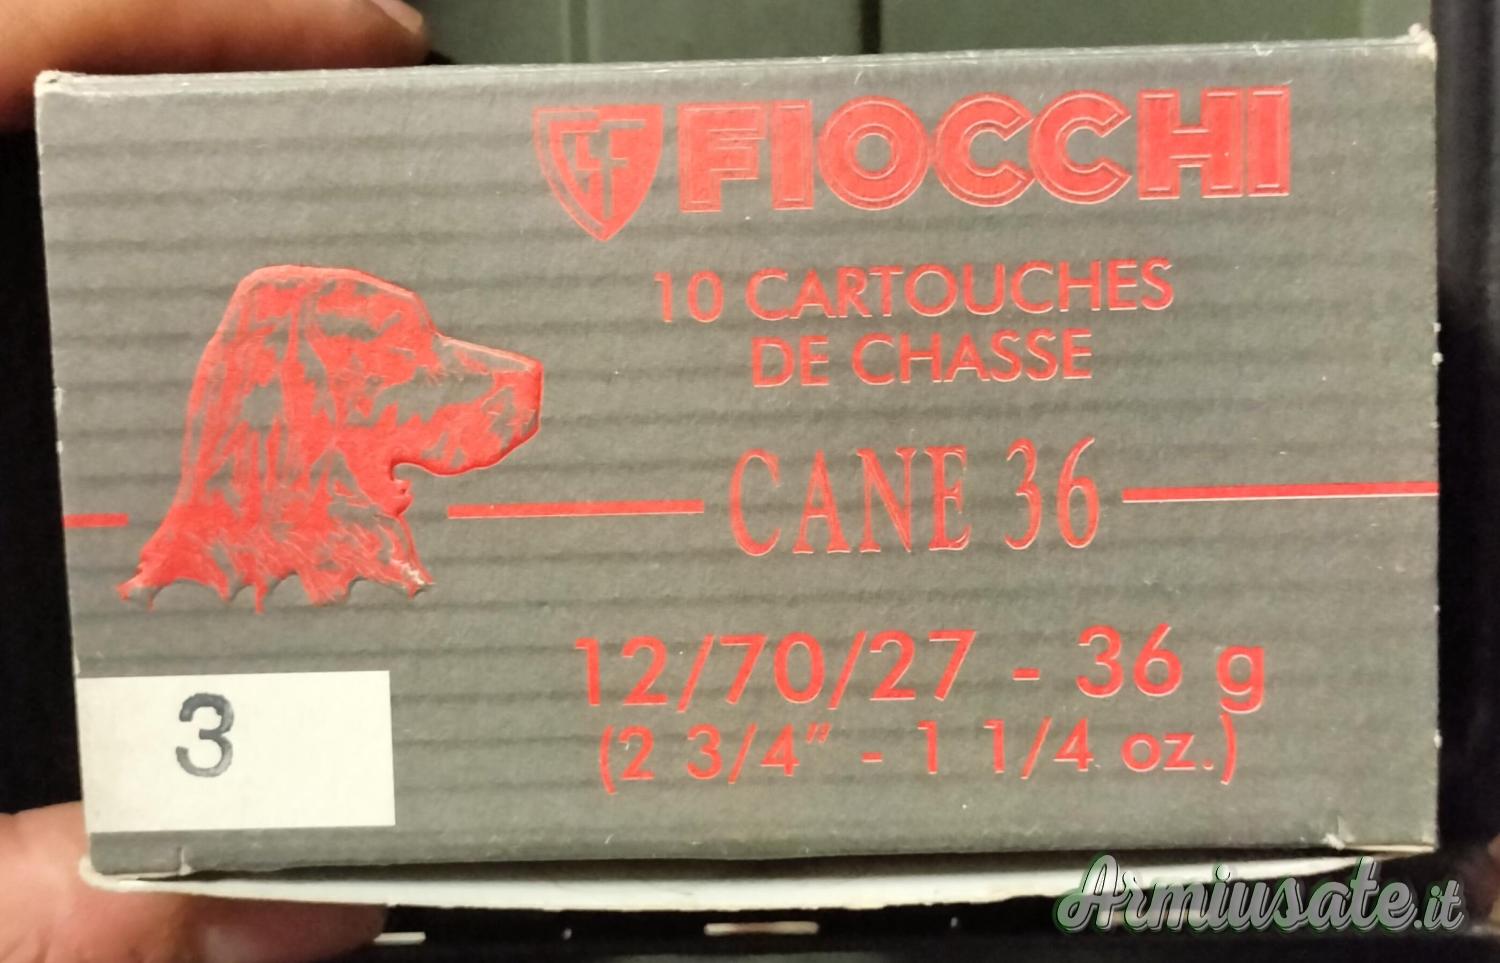 GFL FIOCCHI
10 CARTOUCHES
DE CHASSE
CANE 36
12/70/27 - 36 g
(2 3/4" - 1 1/4 oz.)
3
Armiusate.it